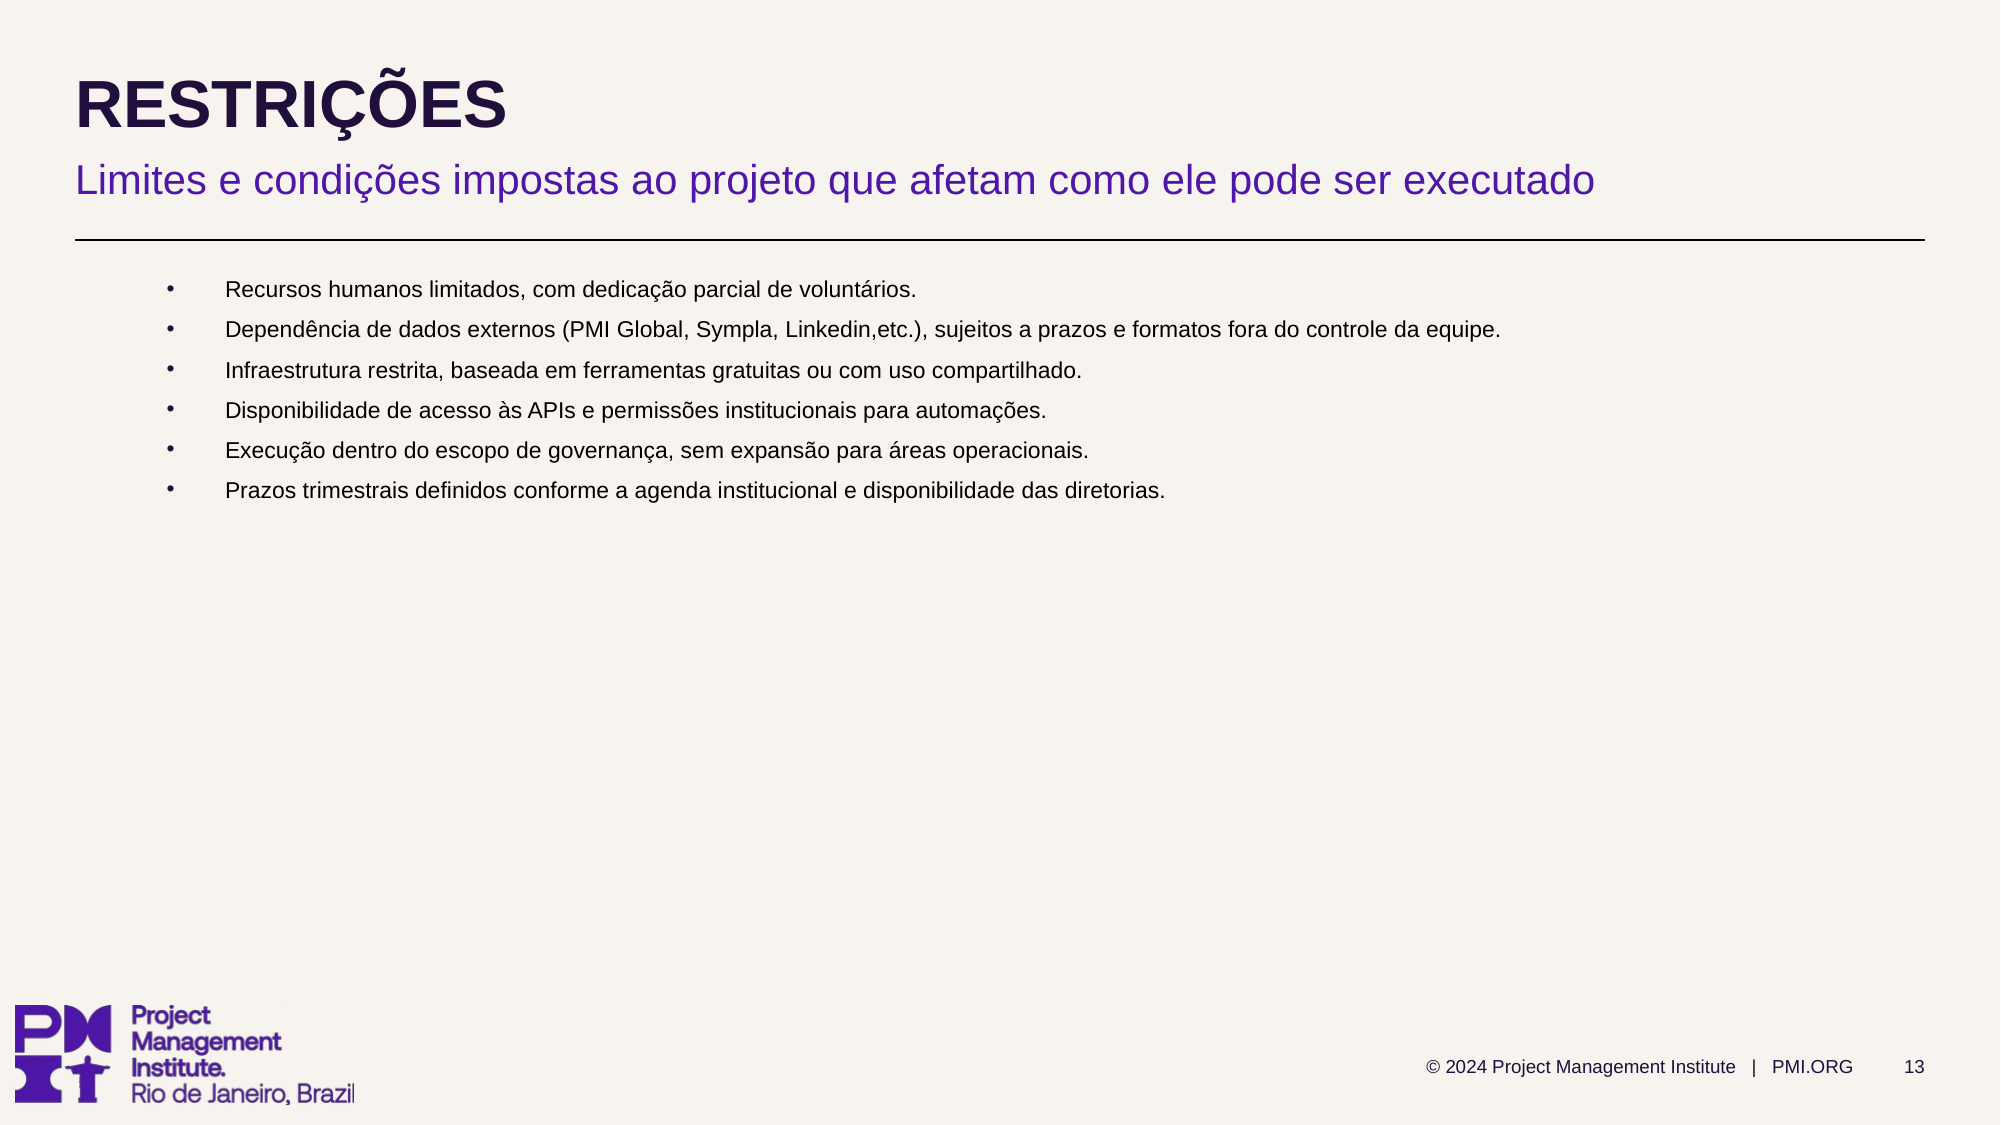 RESTRIÇÕES
Limites e condições impostas ao projeto que afetam como ele pode ser executado
• Recursos humanos limitados, com dedicação parcial de voluntários.
• Dependência de dados externos (PMI Global, Sympla, Linkedin,etc.), sujeitos a prazos e formatos fora do controle da equipe.
• Infraestrutura restrita, baseada em ferramentas gratuitas ou com uso compartilhado.
• Disponibilidade de acesso às APIs e permissões institucionais para automações.
• Execução dentro do escopo de governança, sem expansão para áreas operacionais.
• Prazos trimestrais definidos conforme a agenda institucional e disponibilidade das diretorias.
Project
Management
Institute.
Rio de Janeiro, Brazil
© 2024 Project Management Institute | PMI.ORG 13